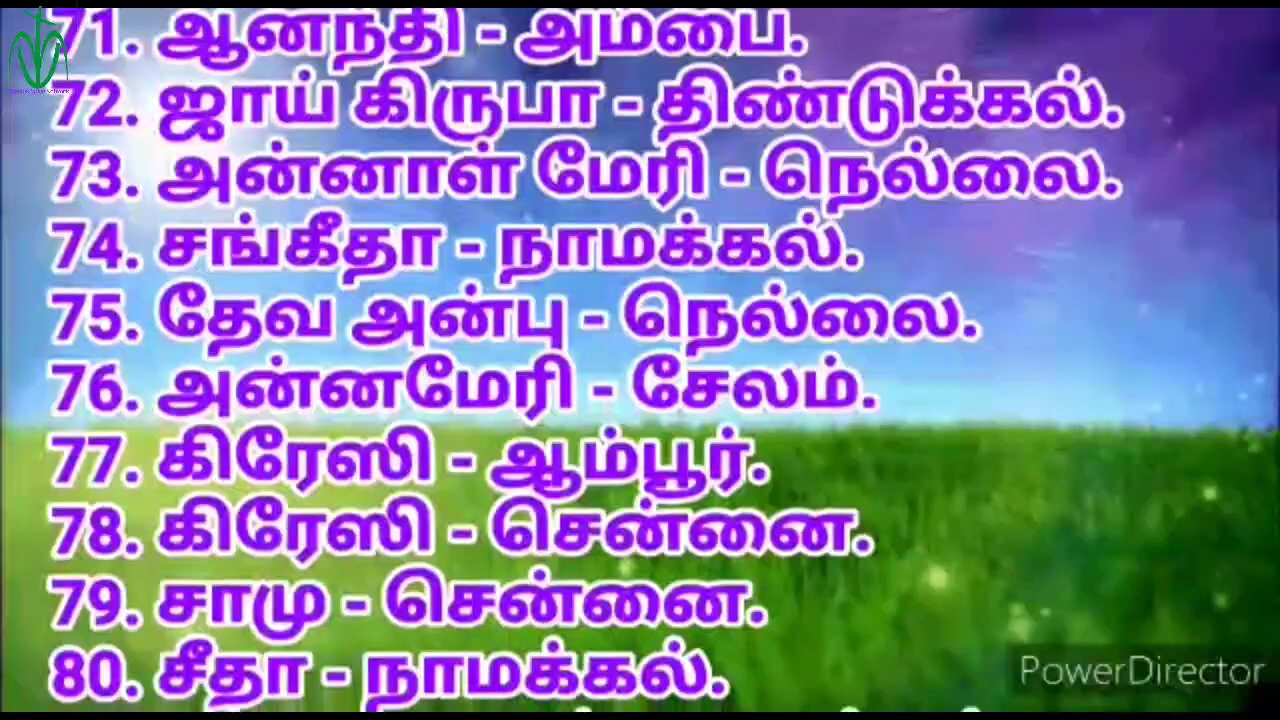 71. ஆனந்தி - அம்பை.
72. ஜாய் கிருபா - திண்டுக்கல்.
73. அன்னாள் மேரி - நெல்லை.
74. சங்கீதா - நாமக்கல்.
75. தேவ அன்பு - நெல்லை.
76. அன்னமேரி - சேலம்.
77. கிரேஸி - ஆம்பூர்.
78. கிரேஸி - சென்னை.
79. சாமு - சென்னை.
80. சீதா - நாமக்கல்.
PowerDirector